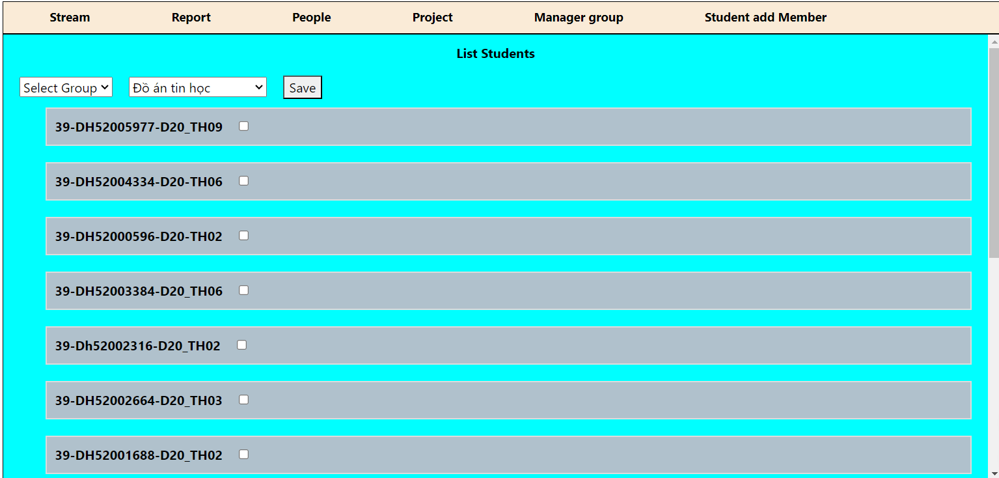 Stream Report People Project Manager group Student add Member
List Students
Select Group Đồ án tin học Save
39-DH52005977-D20_TH09
39-DH52004334-D20-TH06
39-DH52000596-D20-TH02
39-DH52003384-D20_TH06
39-Dh52002316-D20_TH02
39-DH52002664-D20_TH03
39-DH52001688-D20_TH02